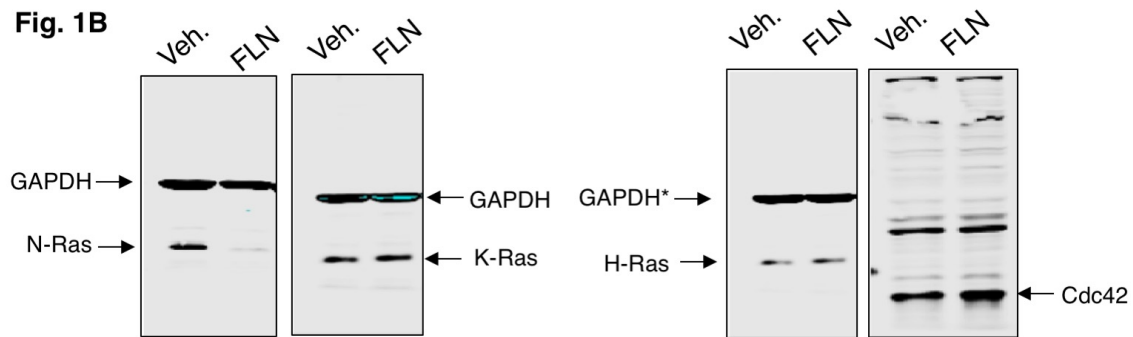 Fig. 1B
Veh. FLN Veh. FLN Veh. FLN Veh. FLN
GAPDH GAPDH GAPDH*
N-Ras K-Ras H-Ras
Cdc42